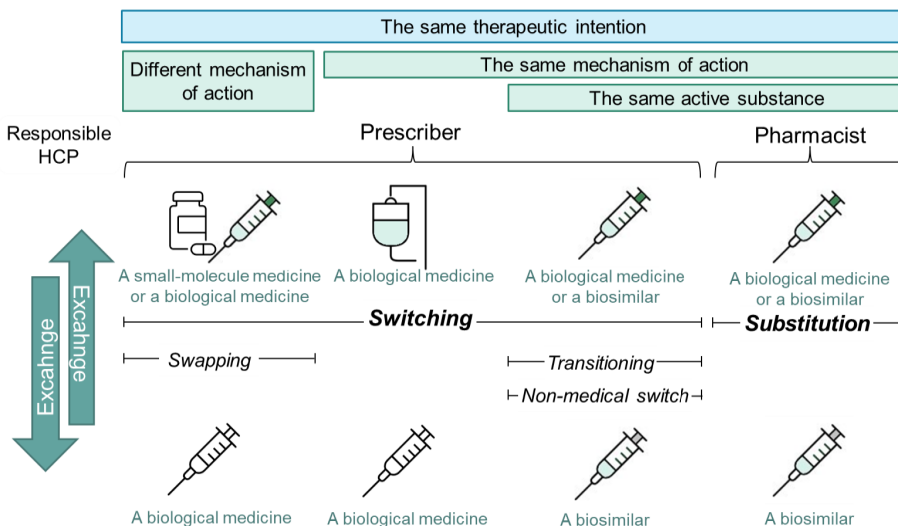 The same therapeutic intention
Different mechanism
of action
The same mechanism of action
The same active substance
Responsible
HCP
Prescriber
Pharmacist
Excahnge
Excahnge
A small-molecule medicine
or a biological medicine
A biological medicine
A biological medicine
or a biosimilar
A biological medicine
or a biosimilar
Switching
Substitution
Swapping
Transitioning
Non-medical switch
A biological medicine
A biological medicine
A biosimilar
A biosimilar